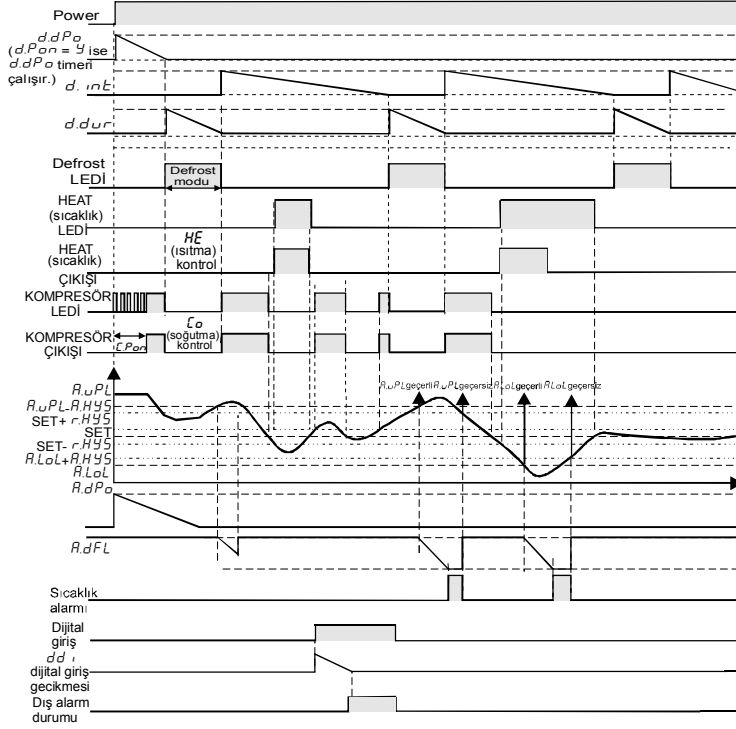 Power
d.dPo
(d.Pon = y ise
d.dPo timeri
çalışır.)
d.int
d.dur
Defrost
LEDİ
Defrost
modu
HEAT
(sıcaklık)
LEDİ
HEAT
(sıcaklık)
ÇIKIŞI
HE
(ısıtma)
kontrol
KOMPRESÖR
LEDİ
KOMPRESÖR
ÇIKIŞI
C.Pon
Co
(soğutma)
kontrol
A.uPL
A.uPL geçerli
A.uPL geçersiz
A.LoL geçerli
A.LoL geçersiz
A.uPL-A.HYS
SET+ r.HYS
SET
SET- r.HYS
A.LoL+A.HYS
A.LoL
A.dPo
A.dFL
Sıcaklık
alarmı
Dijital
giriş
ddi
dijital giriş
gecikmesi
Dış alarm
durumu